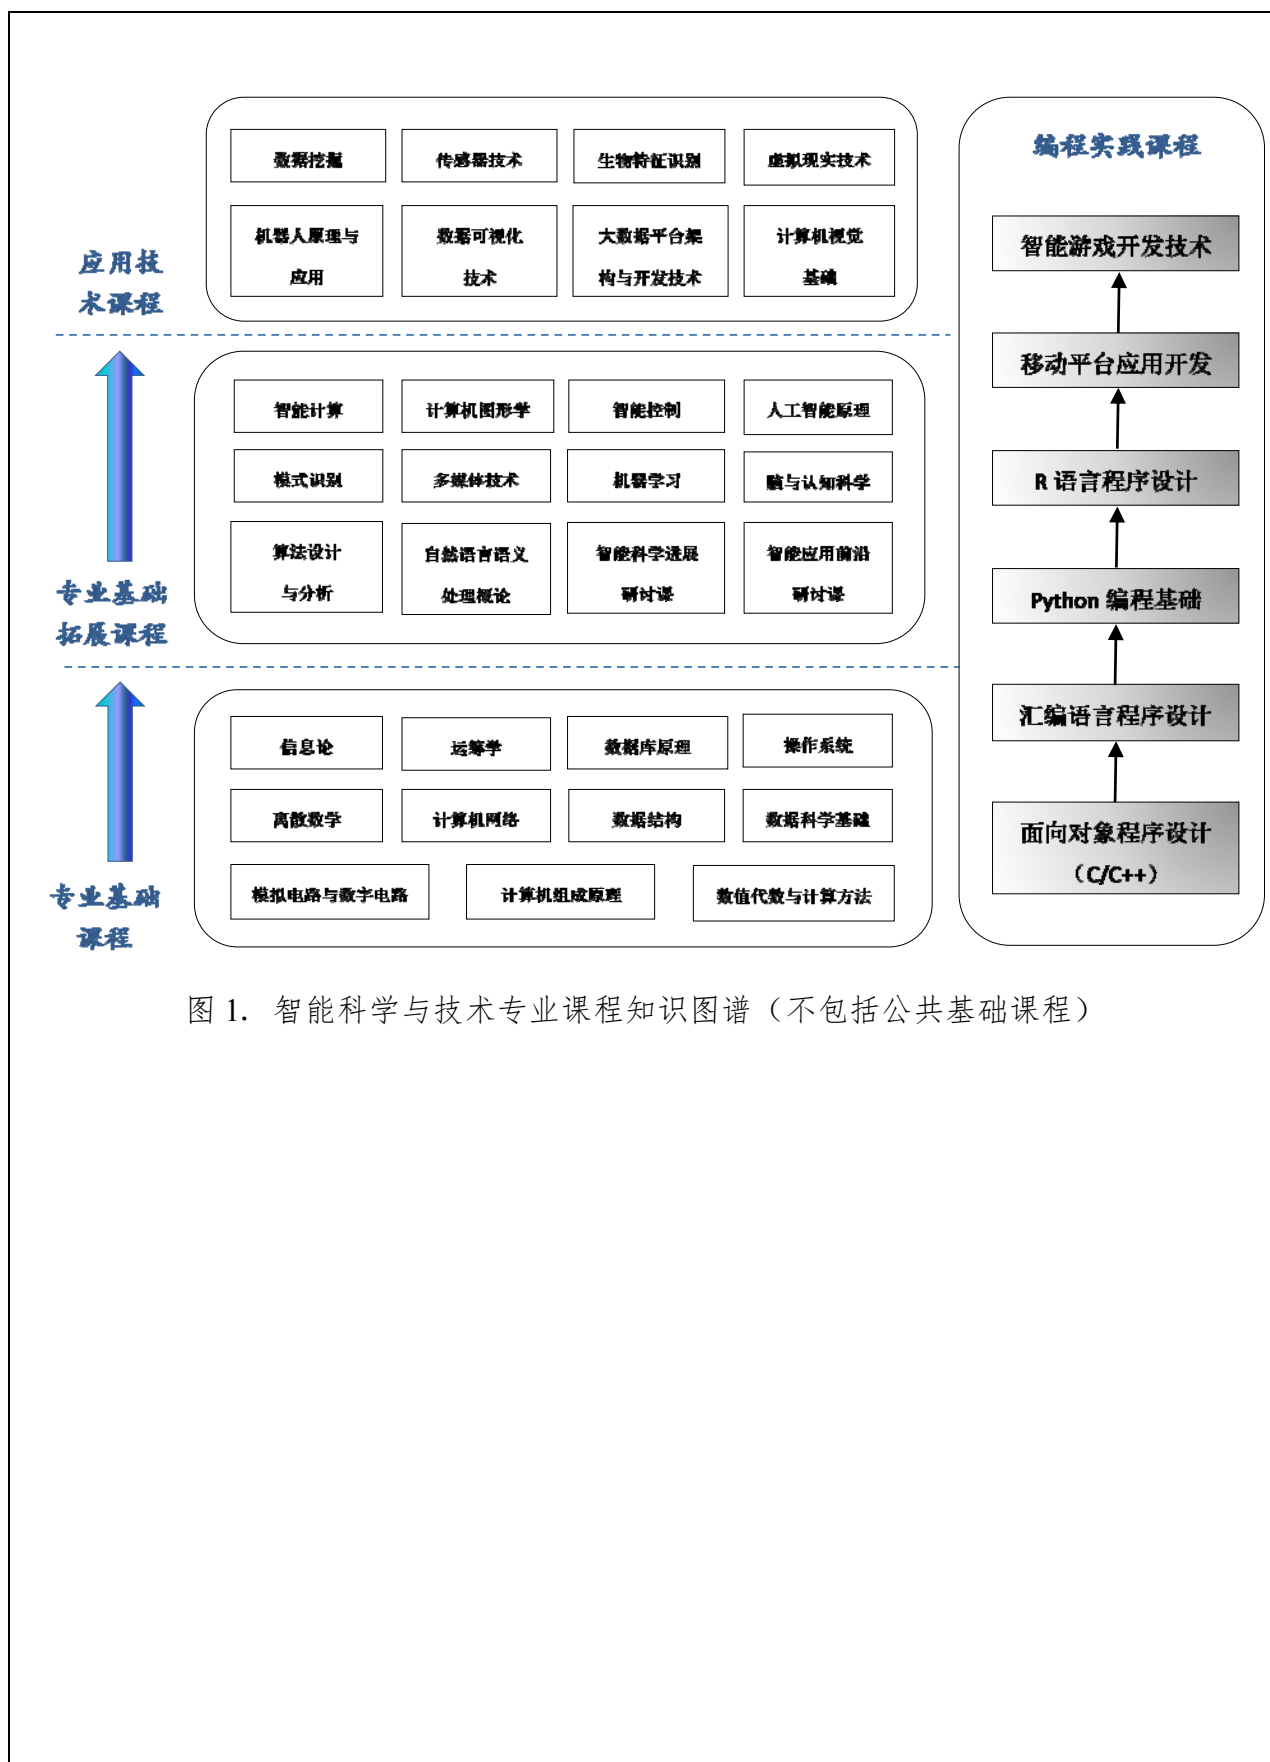 数据挖掘
传感器技术
生物特征识别
虚拟现实技术
机器人原理与
应用
数据可视化
技术
大数据平台架
构与开发技术
计算机视觉
基础
应用技
术课程
智能计算
计算机图形学
智能控制
人工智能原理
模式识别
多媒体技术
机器学习
脑与认知科学
算法设计
与分析
自然语言语义
处理概论
智能科学进展
研讨课
智能应用前沿
研讨课
专业基础
拓展课程
信息论
运筹学
数据库原理
操作系统
离散数学
计算机网络
数据结构
数据科学基础
模拟电路与数字电路
计算机组成原理
数值代数与计算方法
专业基础
课程
编程实践课程
智能游戏开发技术
移动平台应用开发
R 语言程序设计
Python 编程基础
汇编语言程序设计
面向对象程序设计
（C/C++）
图 1. 智能科学与技术专业课程知识图谱（不包括公共基础课程）